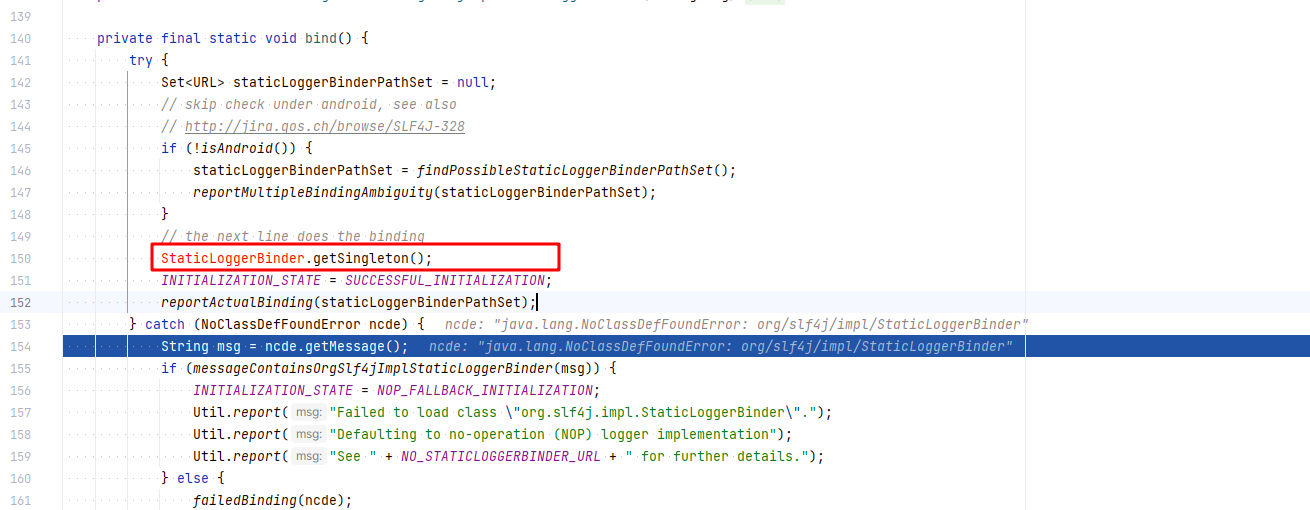 139
140 private final static void bind() {
141 try {
142 Set<URL> staticLoggerBinderPathSet = null;
143 // skip check under android, see also
144 // http://jira.qos.ch/browse/SLF4J-328
145 if (!isAndroid()) {
146 staticLoggerBinderPathSet = findPossibleStaticLoggerBinderPathSet();
147 reportMultipleBindingAmbiguity(staticLoggerBinderPathSet);
148 }
149 // the next line does the binding
150 StaticLoggerBinder.getSingleton();
151 INITIALIZATION_STATE = SUCCESSFUL_INITIALIZATION;
152 reportActualBinding(staticLoggerBinderPathSet);
153 } catch (NoClassDefFoundError ncde) { ncde: "java.lang.NoClassDefFoundError: org/slf4j/impl/StaticLoggerBinder"
154 String msg = ncde.getMessage(); ncde: "java.lang.NoClassDefFoundError: org/slf4j/impl/StaticLoggerBinder"
155 if (messageContainsOrgSlf4jImplStaticLoggerBinder(msg)) {
156 INITIALIZATION_STATE = NOP_FALLBACK_INITIALIZATION;
157 Util.report( msg: "Failed to load class \"org.slf4j.impl.StaticLoggerBinder\".");
158 Util.report( msg: "Defaulting to no-operation (NOP) logger implementation");
159 Util.report( msg: "See " + NO_STATICLOGGERBINDER_URL + " for further details.");
160 } else {
161 failedBinding(ncde);